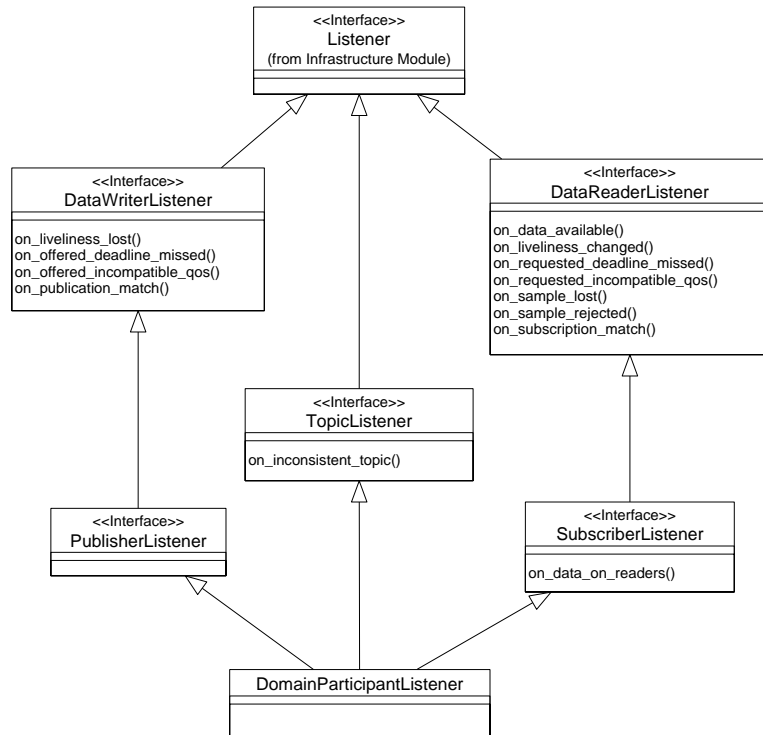 <<Interface>>
Listener
(from Infrastructure Module)
<<Interface>>
DataWriterListener
on_liveliness_lost()
on_offered_deadline_missed()
on_offered_incompatible_qos()
on_publication_match()
<<Interface>>
DataReaderListener
on_data_available()
on_liveliness_changed()
on_requested_deadline_missed()
on_requested_incompatible_qos()
on_sample_lost()
on_sample_rejected()
on_subscription_match()
<<Interface>>
TopicListener
on_inconsistent_topic()
<<Interface>>
PublisherListener
<<Interface>>
SubscriberListener
on_data_on_readers()
DomainParticipantListener